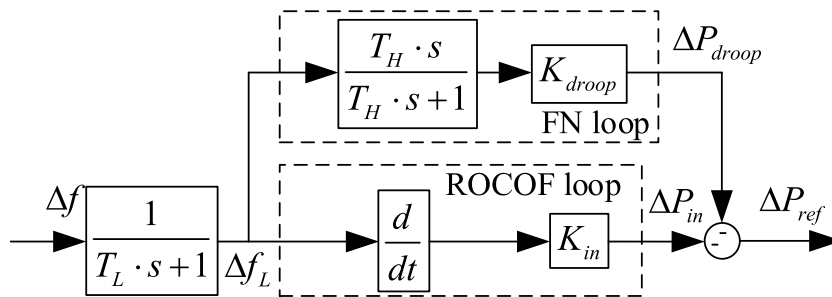 T_H · s
T_H · s + 1
K_droop
ΔP_droop
FN loop
ROCOF loop
Δf
1
T_L · s + 1
Δf_L
d
dt
K_in
ΔP_in
-
-
ΔP_ref